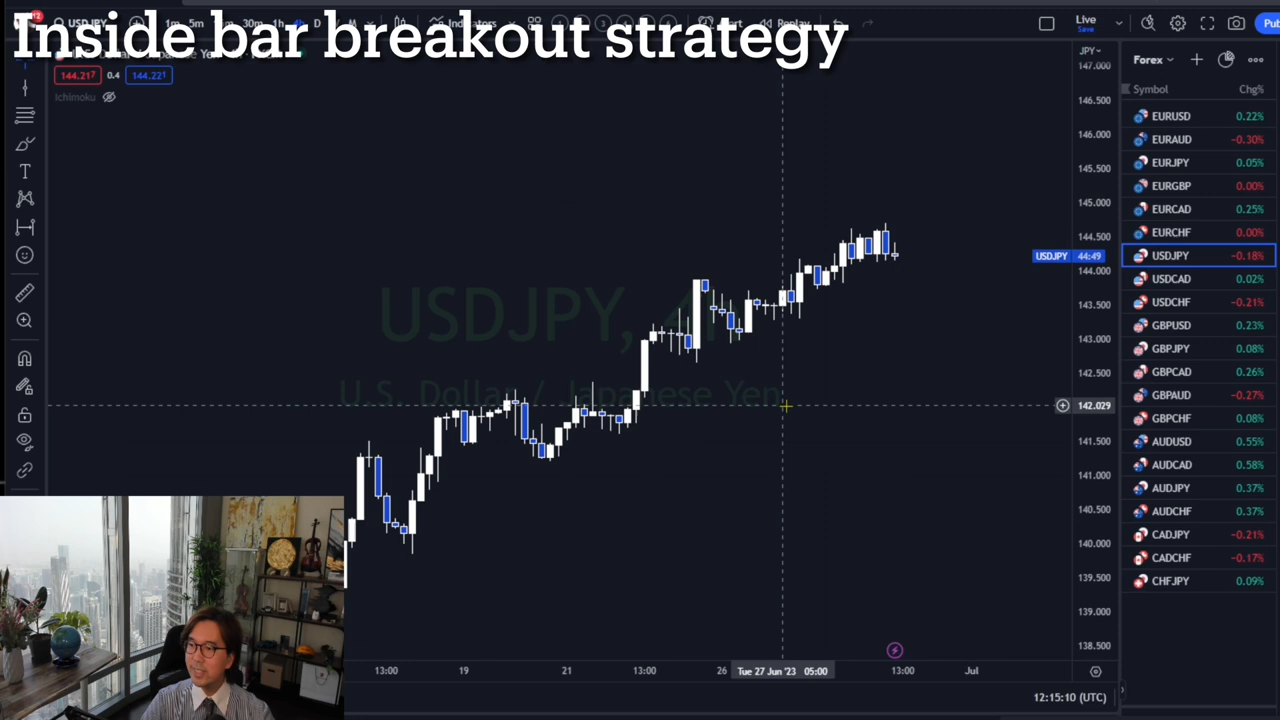 Inside bar breakout strategy
12
USDJPY
1m 5m 30m 1h 4h D
Indicators
Replay
Live
Save
144.217 0.4 144.221
Ichimoku
USDJPY, 4h
U.S. Dollar / Japanese Yen
JPY
147.000
146.500
146.000
145.500
145.000
144.500
USDJPY 44:49
144.000
143.500
143.000
142.500
142.029
141.500
141.000
140.500
140.000
139.500
139.000
138.500
13:00 19 21 13:00 26 Tue 27 Jun '23 05:00 13:00 Jul
12:15:10 (UTC)
Forex
Symbol Chg%
EURUSD 0.22%
EURAUD −0.30%
EURJPY 0.05%
EURGBP 0.00%
EURCAD 0.25%
EURCHF 0.00%
USDJPY −0.18%
USDCAD 0.02%
USDCHF −0.21%
GBPUSD 0.23%
GBPJPY 0.08%
GBPCAD 0.26%
GBPAUD −0.27%
GBPCHF 0.08%
AUDUSD 0.55%
AUDCAD 0.58%
AUDJPY 0.37%
AUDCHF 0.37%
CADJPY −0.21%
CADCHF −0.17%
CHFJPY 0.09%